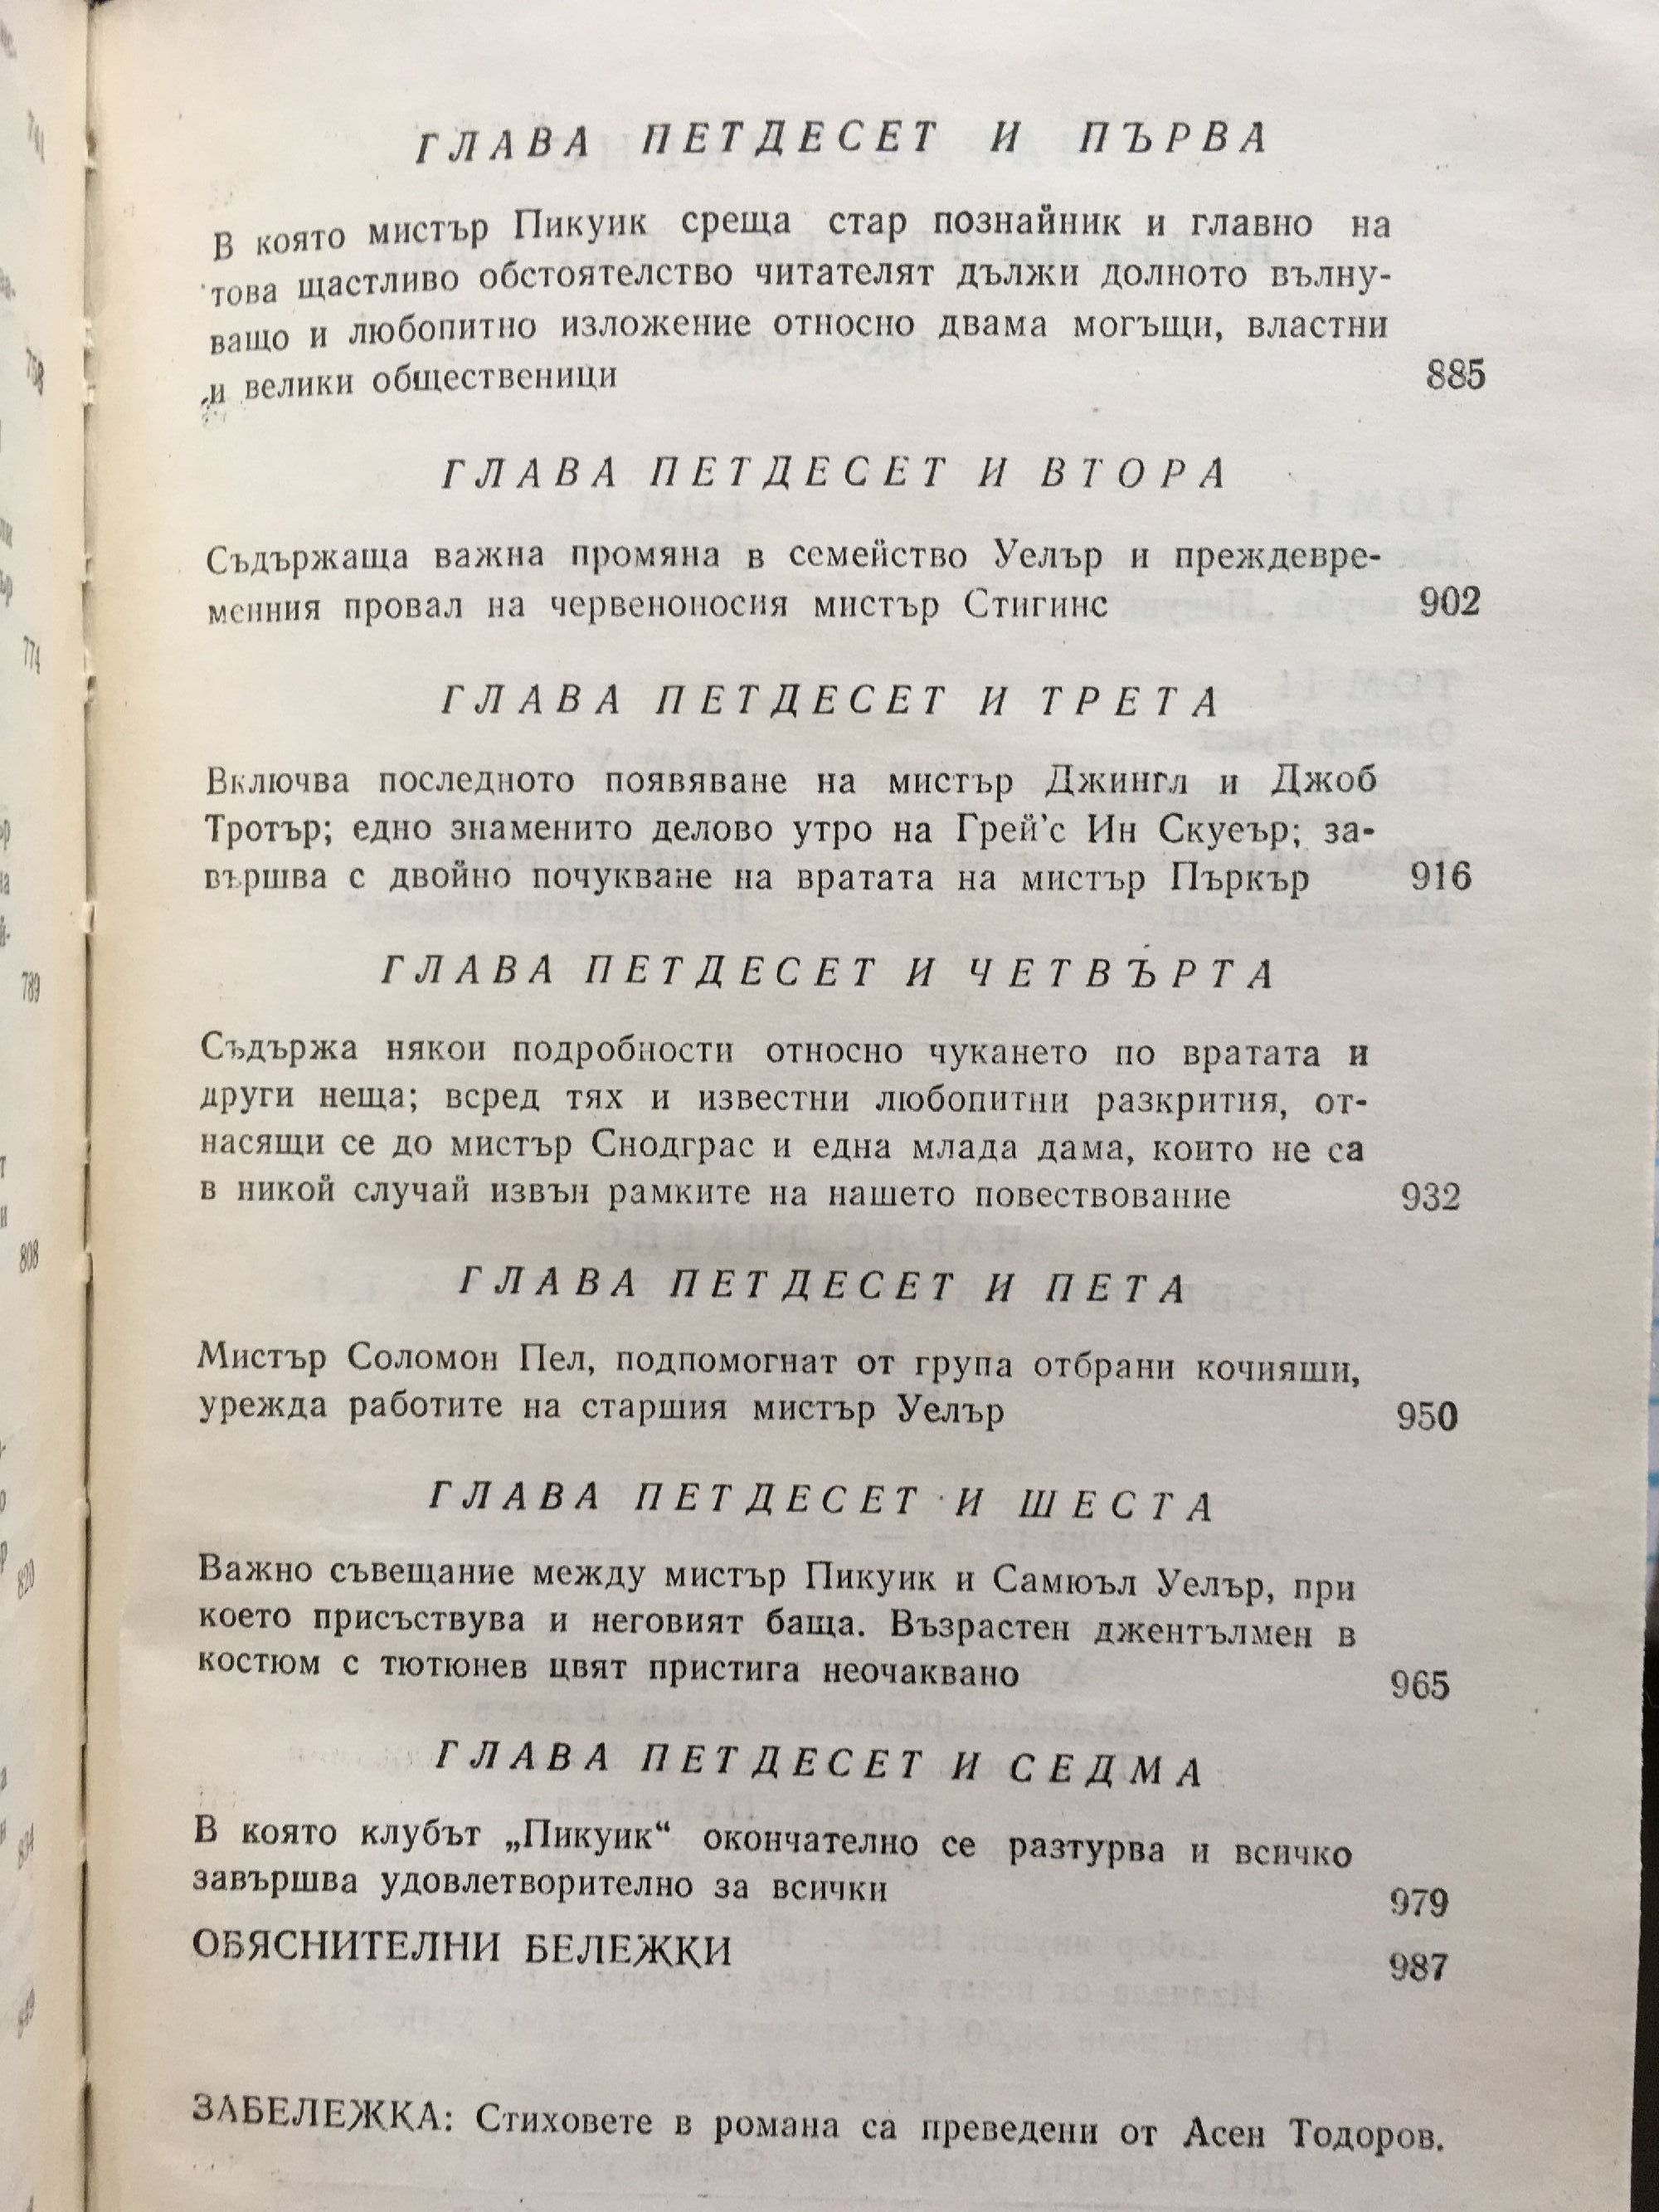 ГЛАВА ПЕТДЕСЕТ И ПЪРВА
В която мистър Пикуик среща стар познайник и главно на
това щастливо обстоятелство читателят дължи долното вълну-
ващо и любопитно изложение относно двама могъщи, властни
и велики общественици 885
ГЛАВА ПЕТДЕСЕТ И ВТОРА
Съдържаща важна промяна в семейство Уелър и преждевре-
менния провал на червеноносия мистър Стигинс 902
ГЛАВА ПЕТДЕСЕТ И ТРЕТА
Включва последното появяване на мистър Джингл и Джоб
Тротър; едно знаменито делово утро на Грей'с Ин Скуеър; за-
вършва с двойно почукване на вратата на мистър Пъркър 916
ГЛАВА ПЕТДЕСЕТ И ЧЕТВЪРТА
Съдържа някои подробности относно чукането по вратата и
други неща; всред тях и известни любопитни разкрития, от-
насящи се до мистър Снодграс и една млада дама, които не са
в никой случай извън рамките на нашето повествование 932
ГЛАВА ПЕТДЕСЕТ И ПЕТА
Мистър Соломон Пел, подпомогнат от група отбрани кочияши,
урежда работите на старшия мистър Уелър 950
ГЛАВА ПЕТДЕСЕТ И ШЕСТА
Важно съвещание между мистър Пикуик и Самюъл Уелър, при
което присъствува и неговият баща. Възрастен джентълмен в
костюм с тютюнев цвят пристига неочаквано 965
ГЛАВА ПЕТДЕСЕТ И СЕДМА
В която клубът „Пикуик“ окончателно се разтурва и всичко
завършва удовлетворително за всички 979
ОБЯСНИТЕЛНИ БЕЛЕЖКИ 987
ЗАБЕЛЕЖКА: Стиховете в романа са преведени от Асен Тодоров.
741
768
774
789
808
820
834